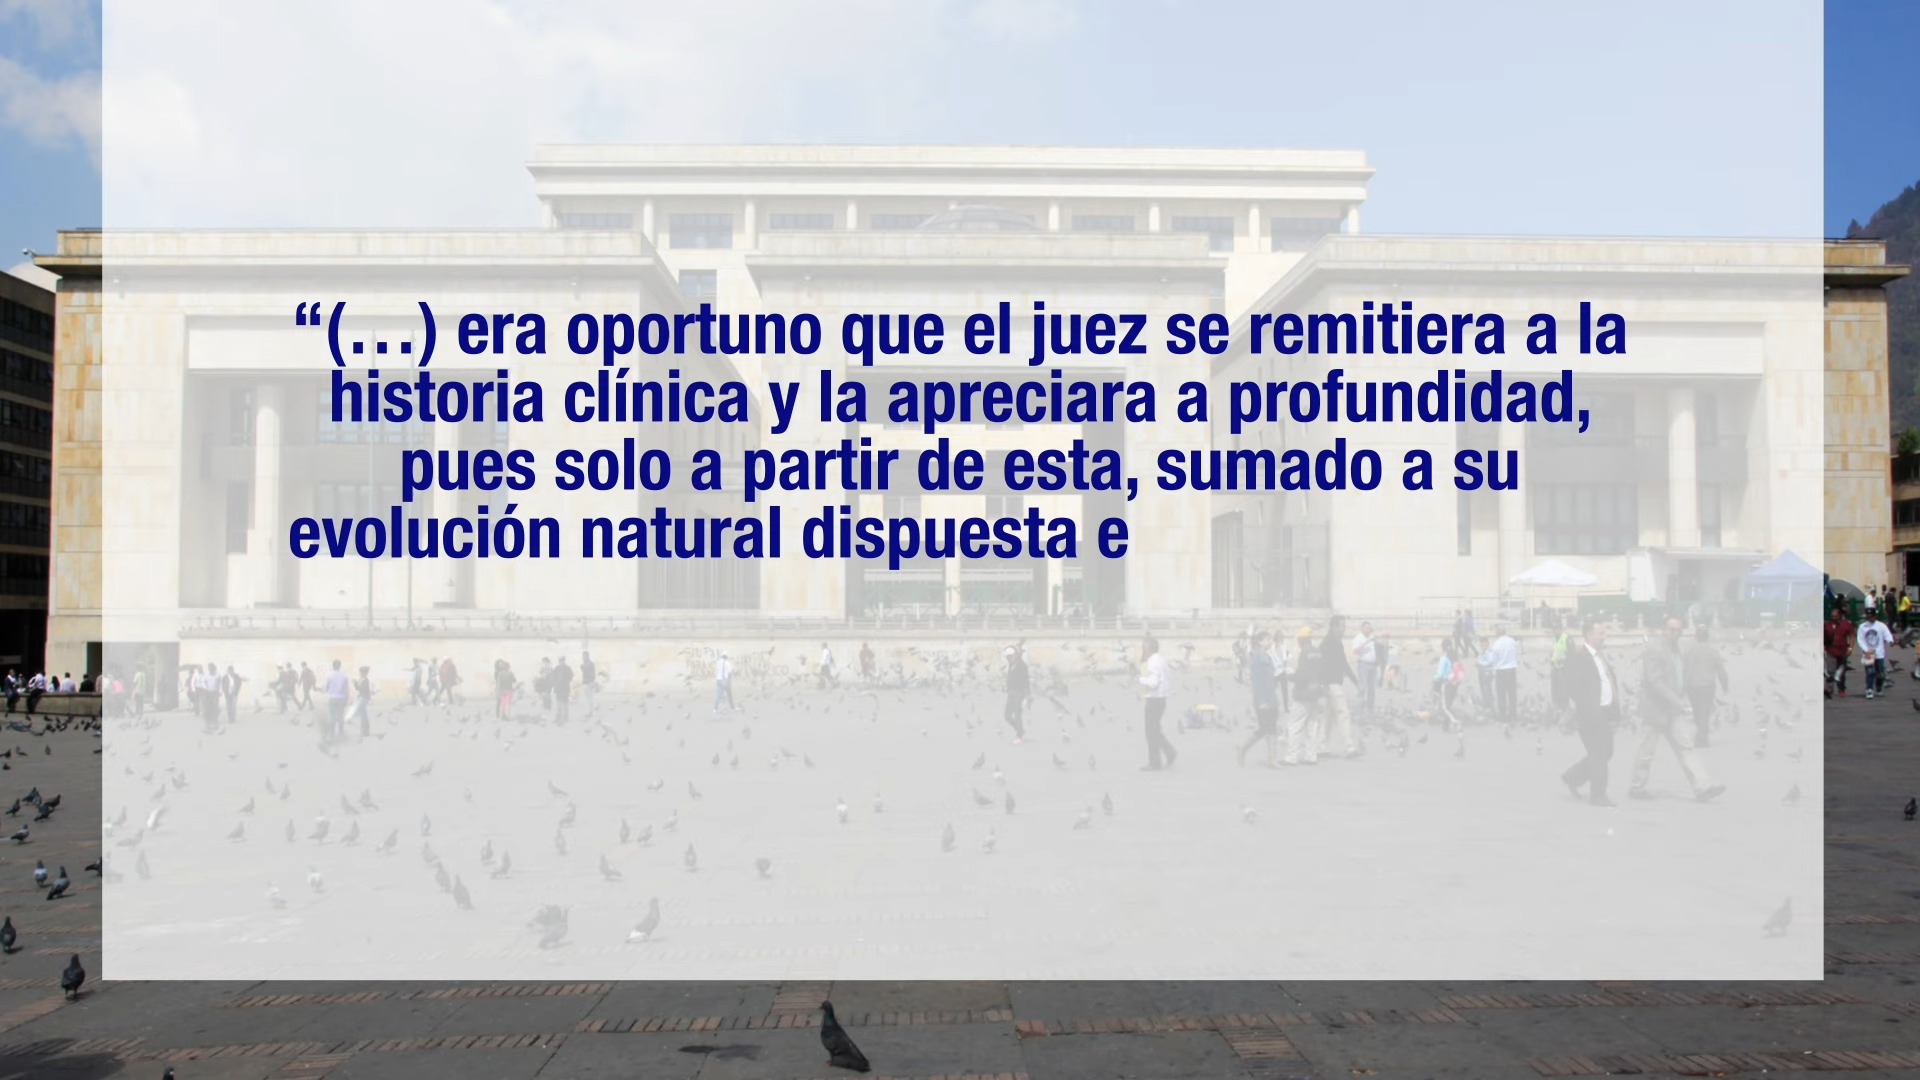 “(…) era oportuno que el juez se remitiera a la
historia clínica y la apreciara a profundidad,
pues solo a partir de esta, sumado a su
evolución natural dispuesta e